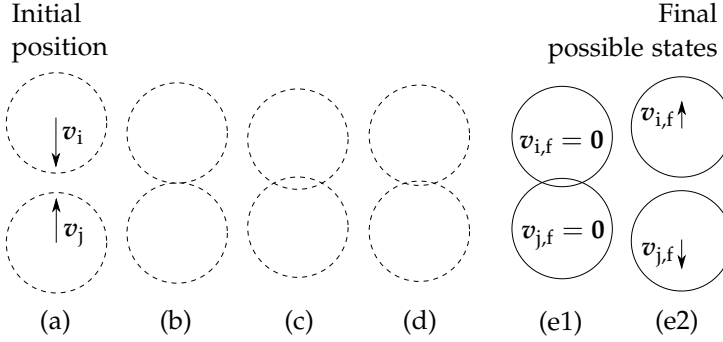 Initial
position
Final
possible states
v_i
v_j
v_{i,f} = 0
v_{j,f} = 0
v_{i,f}
v_{j,f}
(a) (b) (c) (d) (e1) (e2)